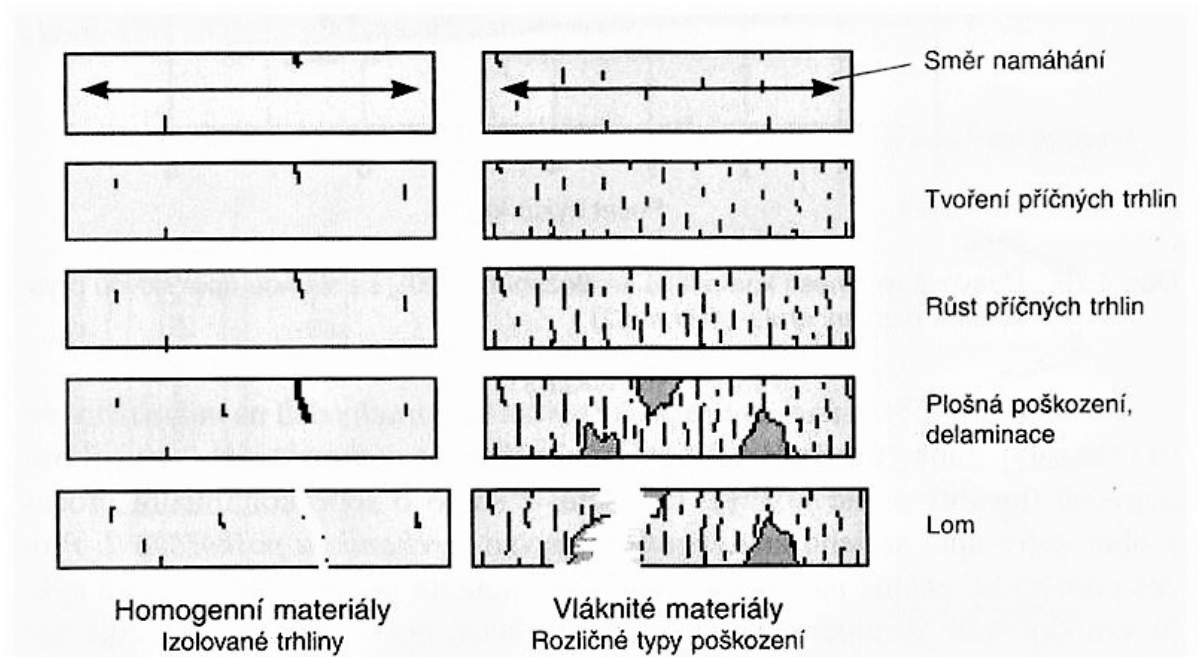 Směr namáhání
Tvoření příčných trhlin
Růst příčných trhlin
Plošná poškození,
delaminace
Lom
Homogenní materiály
Izolované trhliny
Vláknité materiály
Rozličné typy poškození